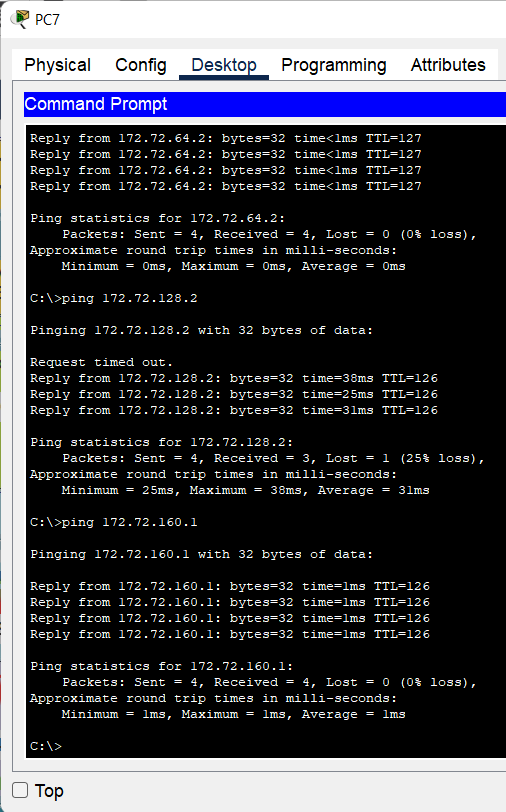 PC7
Physical Config Desktop Programming Attributes
Command Prompt
Reply from 172.72.64.2: bytes=32 time<1ms TTL=127
Reply from 172.72.64.2: bytes=32 time<1ms TTL=127
Reply from 172.72.64.2: bytes=32 time<1ms TTL=127
Reply from 172.72.64.2: bytes=32 time<1ms TTL=127
Ping statistics for 172.72.64.2:
Packets: Sent = 4, Received = 4, Lost = 0 (0% loss),
Approximate round trip times in milli-seconds:
Minimum = 0ms, Maximum = 0ms, Average = 0ms
C:\>ping 172.72.128.2
Pinging 172.72.128.2 with 32 bytes of data:
Request timed out.
Reply from 172.72.128.2: bytes=32 time=38ms TTL=126
Reply from 172.72.128.2: bytes=32 time=25ms TTL=126
Reply from 172.72.128.2: bytes=32 time=31ms TTL=126
Ping statistics for 172.72.128.2:
Packets: Sent = 4, Received = 3, Lost = 1 (25% loss),
Approximate round trip times in milli-seconds:
Minimum = 25ms, Maximum = 38ms, Average = 31ms
C:\>ping 172.72.160.1
Pinging 172.72.160.1 with 32 bytes of data:
Reply from 172.72.160.1: bytes=32 time=1ms TTL=126
Reply from 172.72.160.1: bytes=32 time=1ms TTL=126
Reply from 172.72.160.1: bytes=32 time=1ms TTL=126
Reply from 172.72.160.1: bytes=32 time=1ms TTL=126
Ping statistics for 172.72.160.1:
Packets: Sent = 4, Received = 4, Lost = 0 (0% loss),
Approximate round trip times in milli-seconds:
Minimum = 1ms, Maximum = 1ms, Average = 1ms
C:\>
Top